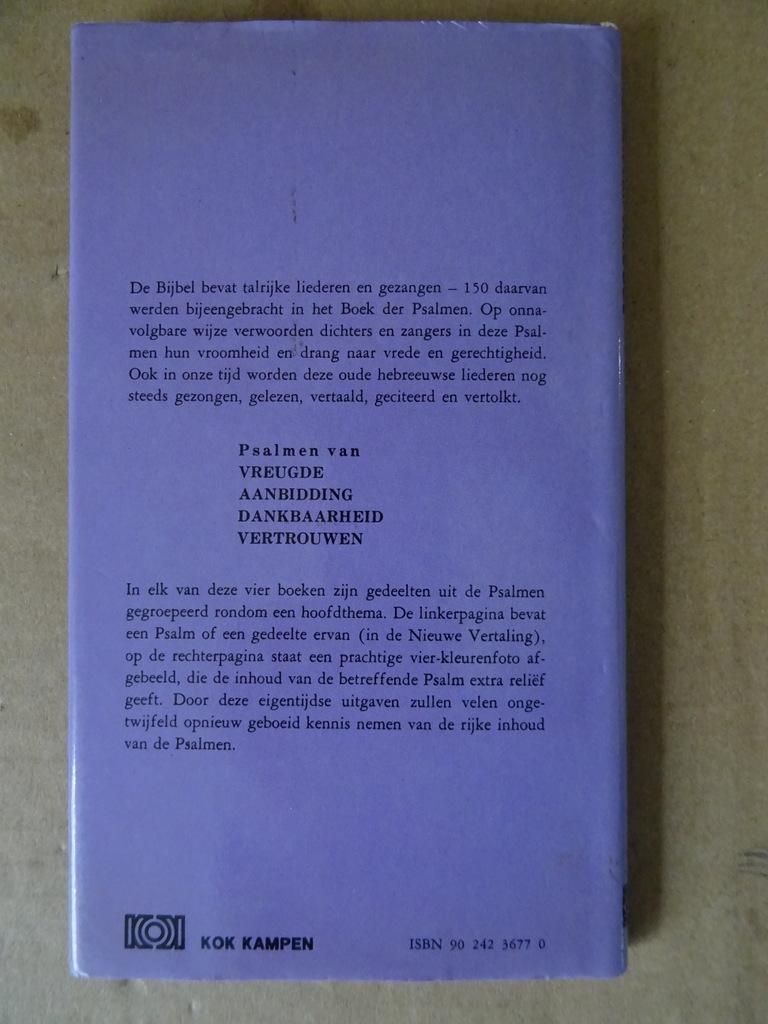 De Bijbel bevat talrijke liederen en gezangen – 150 daarvan
werden bijeengebracht in het Boek der Psalmen. Op onna-
volgbare wijze verwoorden dichters en zangers in deze Psal-
men hun vroomheid en drang naar vrede en gerechtigheid.
Ook in onze tijd worden deze oude hebreeuwse liederen nog
steeds gezongen, gelezen, vertaald, geciteerd en vertolkt.
Psalmen van
VREUGDE
AANBIDDING
DANKBAARHEID
VERTROUWEN
In elk van deze vier boeken zijn gedeelten uit de Psalmen
gegroepeerd rondom een hoofdthema. De linkerpagina bevat
een Psalm of een gedeelte ervan (in de Nieuwe Vertaling),
op de rechterpagina staat een prachtige vier-kleurenfoto af-
gebeeld, die de inhoud van de betreffende Psalm extra reliëf
geeft. Door deze eigentijdse uitgaven zullen velen onge-
twijfeld opnieuw geboeid kennis nemen van de rijke inhoud
van de Psalmen.
KOK KOK KAMPEN ISBN 90 242 3677 0